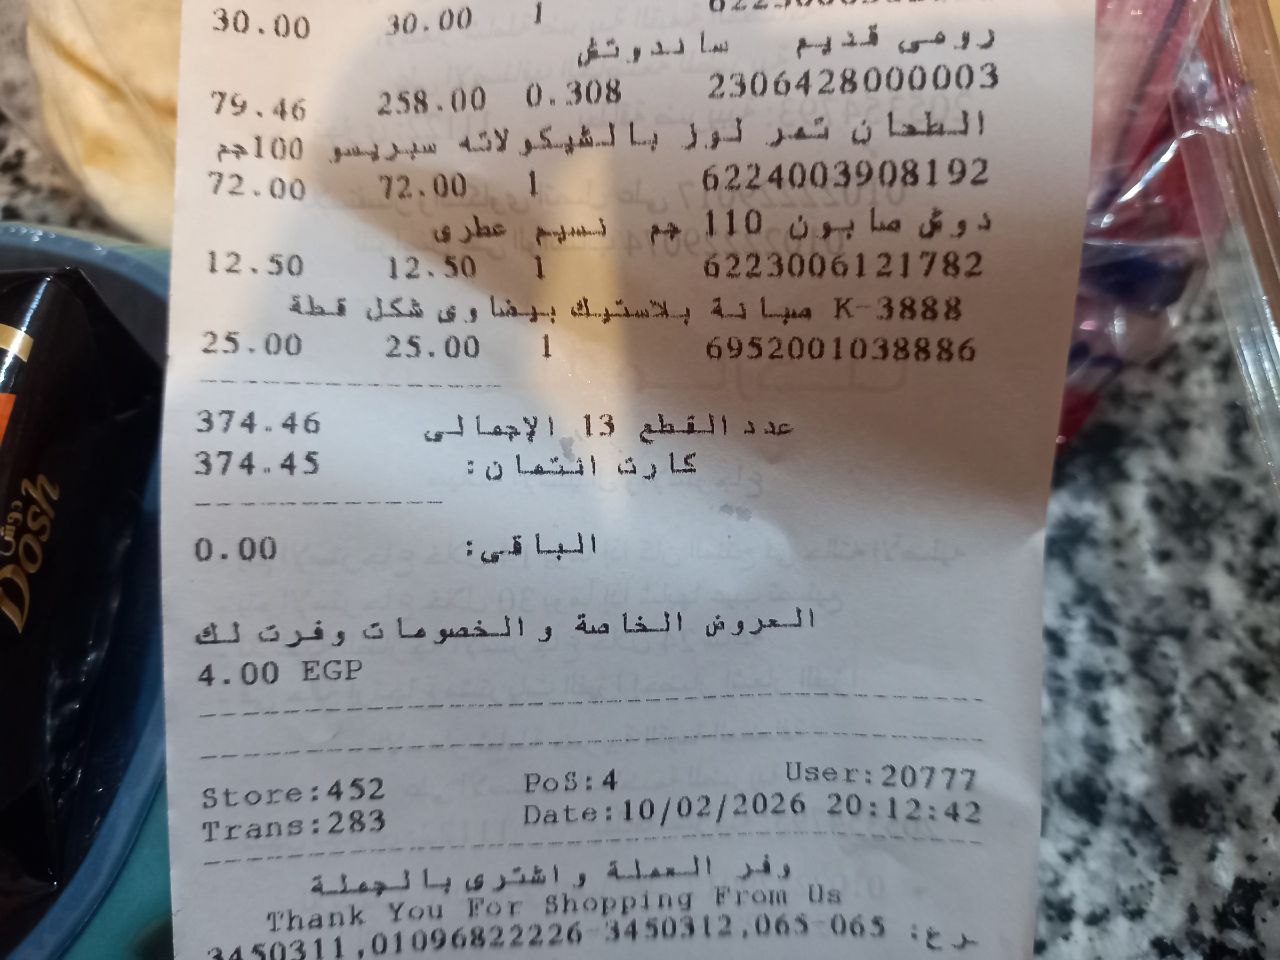 30.00 30.00 1
رومى قديم ساندوتش
79.46 258.00 0.308 2306428000003
الطحان تمر لوز بالشيكولاته سبريسو 100جم
72.00 72.00 1 6224003908192
دوش صابون 110 جم نسيم عطرى
12.50 12.50 1 6223006121782
صبانة بلاستيك بيضاوى شكل قطة K-3888
25.00 25.00 1 6952001038886
عدد القطع 13 الإجمالى 374.46
كارت ائتمان: 374.45
الباقى: 0.00
العروض الخاصة والخصومات وفرت لك
4.00 EGP
Store:452 PoS:4 User:20777
Trans:283 Date:10/02/2026 20:12:42
وفر العملة واشترى بالجملة
Thank You For Shopping From Us
3450311,01096822226-3450312,065-065
دوش
Dosh